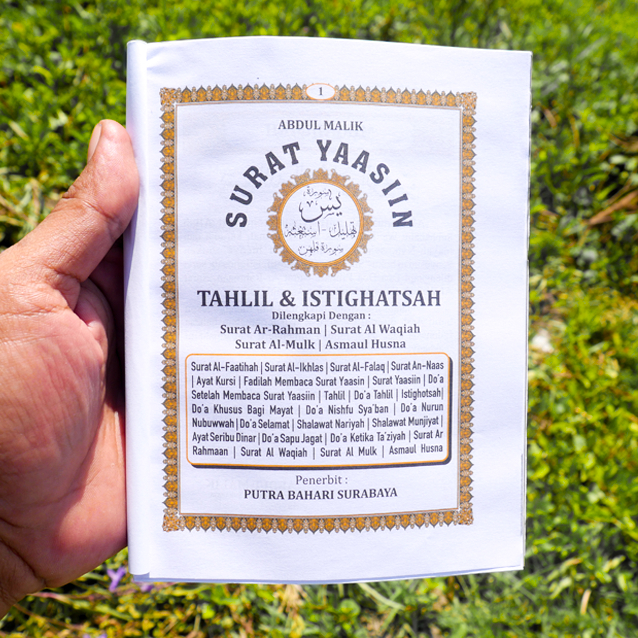 1
ABDUL MALIK
SURAT YAASIIN
سورة
يس
تهليل - استغاثة
TAHLIL & ISTIGHATSAH
Dilengkapi Dengan :
Surat Ar-Rahman | Surat Al Waqiah
Surat Al-Mulk | Asmaul Husna
Surat Al-Faatihah | Surat Al-Ikhlas | Surat Al-Falaq | Surat An-Naas
| Ayat Kursi | Fadilah Membaca Surat Yaasin | Surat Yaasiin | Do'a
Setelah Membaca Surat Yaasiin | Tahlil | Do'a Tahlil | Istighotsah|
Do'a Khusus Bagi Mayat | Do'a Nishfu Sya'ban | Do'a Nurun
Nubuwwah | Do'a Selamat | Shalawat Nariyah | Shalawat Munjiyat|
Ayat Seribu Dinar | Do'a Sapu Jagat | Do'a Ketika Ta'ziyah | Surat Ar
Rahmaan | Surat Al Waqiah | Surat Al Mulk | Asmaul Husna
Penerbit :
PUTRA BAHARI SURABAYA